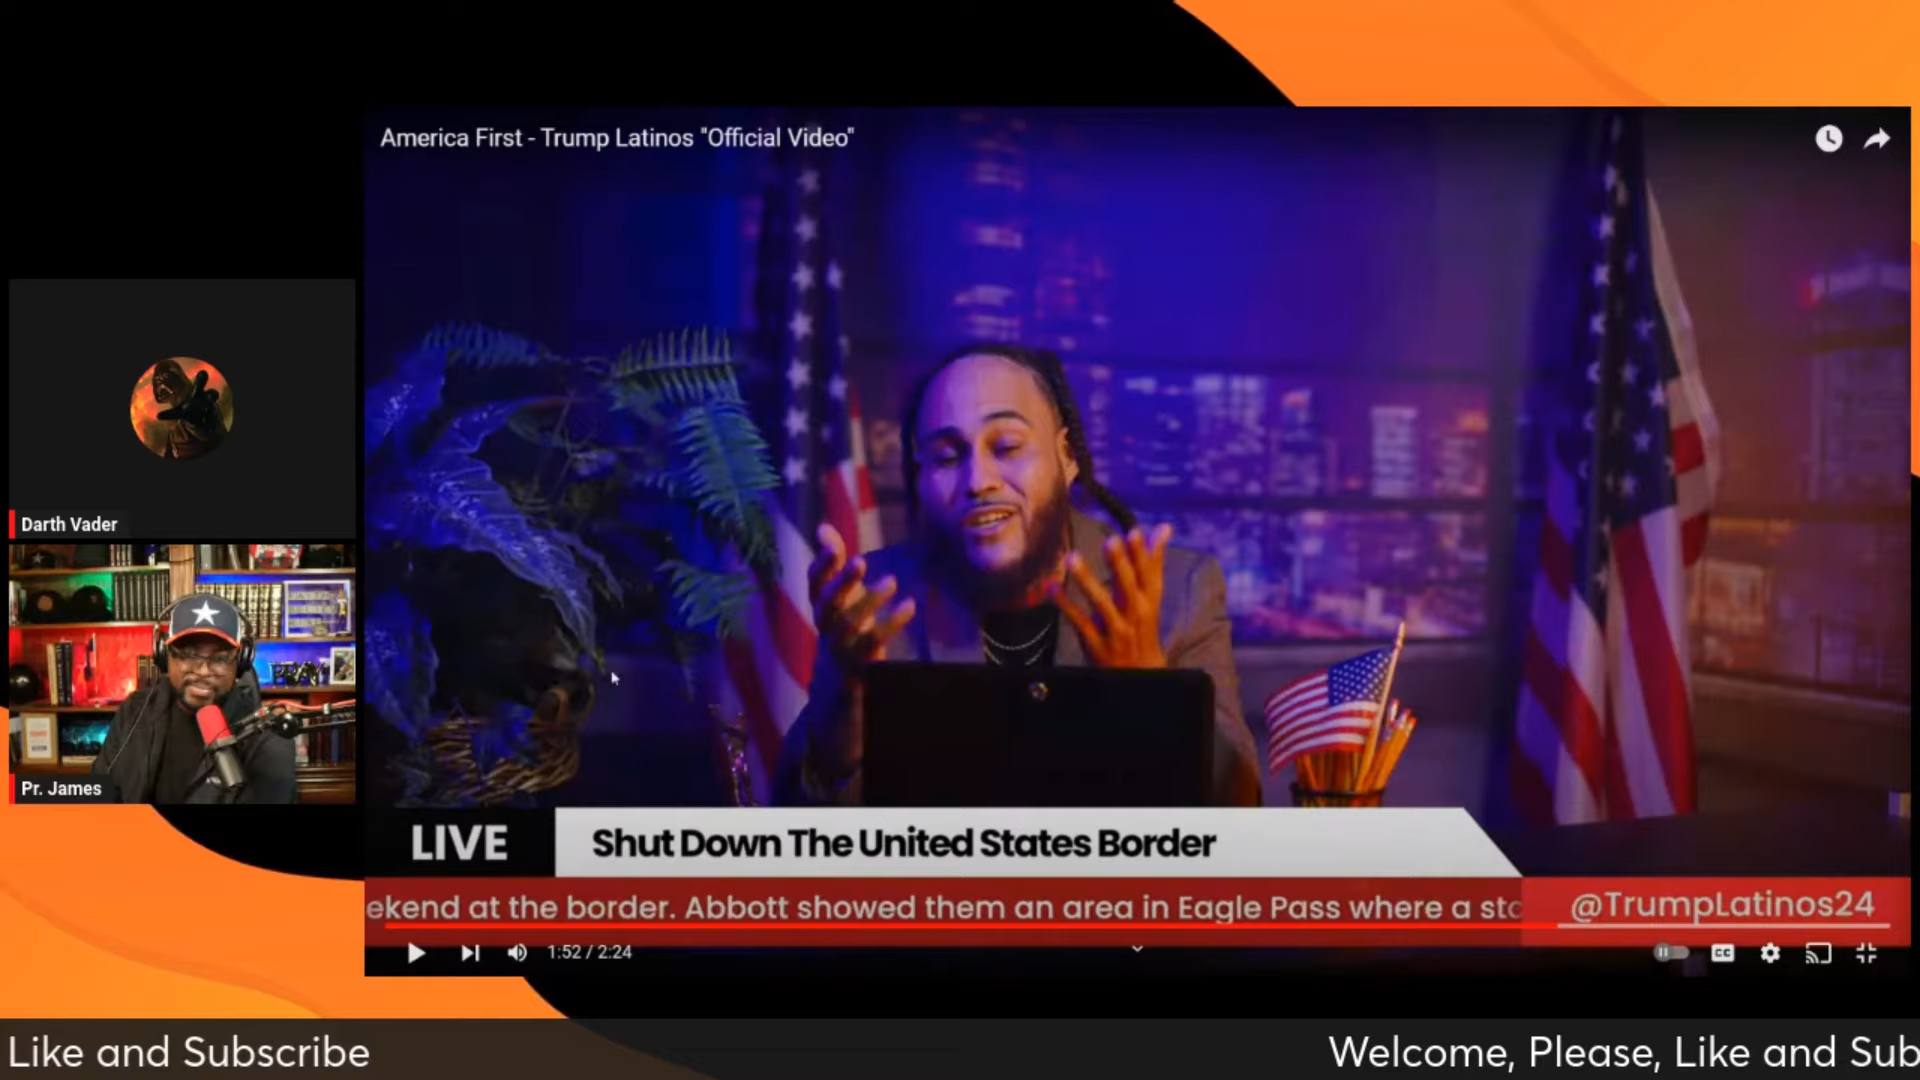 America First - Trump Latinos "Official Video"
Darth Vader
Pr. James
LIVE
Shut Down The United States Border
ekend at the border. Abbott showed them an area in Eagle Pass where a sto
@TrumpLatinos24
1:52 / 2:24
CC
Like and Subscribe
Welcome, Please, Like and Sub